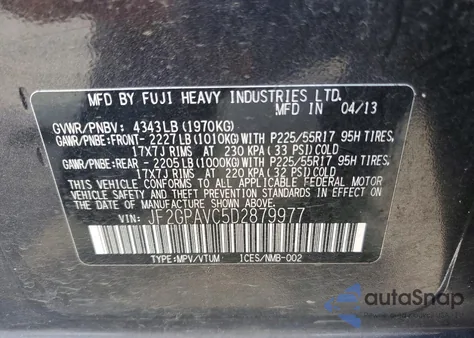 MFD BY FUJI HEAVY INDUSTRIES LTD.
MFD IN 04/13
GVWR/PNBV: 4343LB(1970KG)
GAWR/PNBE:FRONT- 2227LB(1010KG)WITH P225/55R17 95H TIRES,
17X7J RIMS AT 230 KPA (33 PSI)COLD
GAWR/PNBE:REAR - 2205LB(1000KG)WITH P225/55R17 95H TIRES,
17X7J RIMS AT 220 KPA (32 PSI)COLD
THIS VEHICLE CONFORMS TO ALL APPLICABLE FEDERAL MOTOR
VEHICLE SAFETY, BUMPER, AND THEFT PREVENTION STANDARDS
IN EFFECT ON THE DATE OF MANUFACTURE SHOWN ABOVE.
VIN: JF2GPAVC5D2879977
TYPE:MPV/VTUM ICES/NMB-002
autoSnap